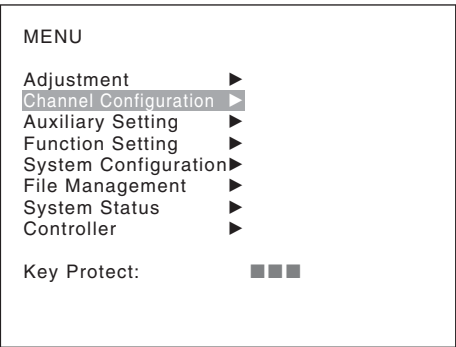 MENU
Adjustment ▶
Channel Configuration ▶
Auxiliary Setting ▶
Function Setting ▶
System Configuration▶
File Management ▶
System Status ▶
Controller ▶
Key Protect: ■■■